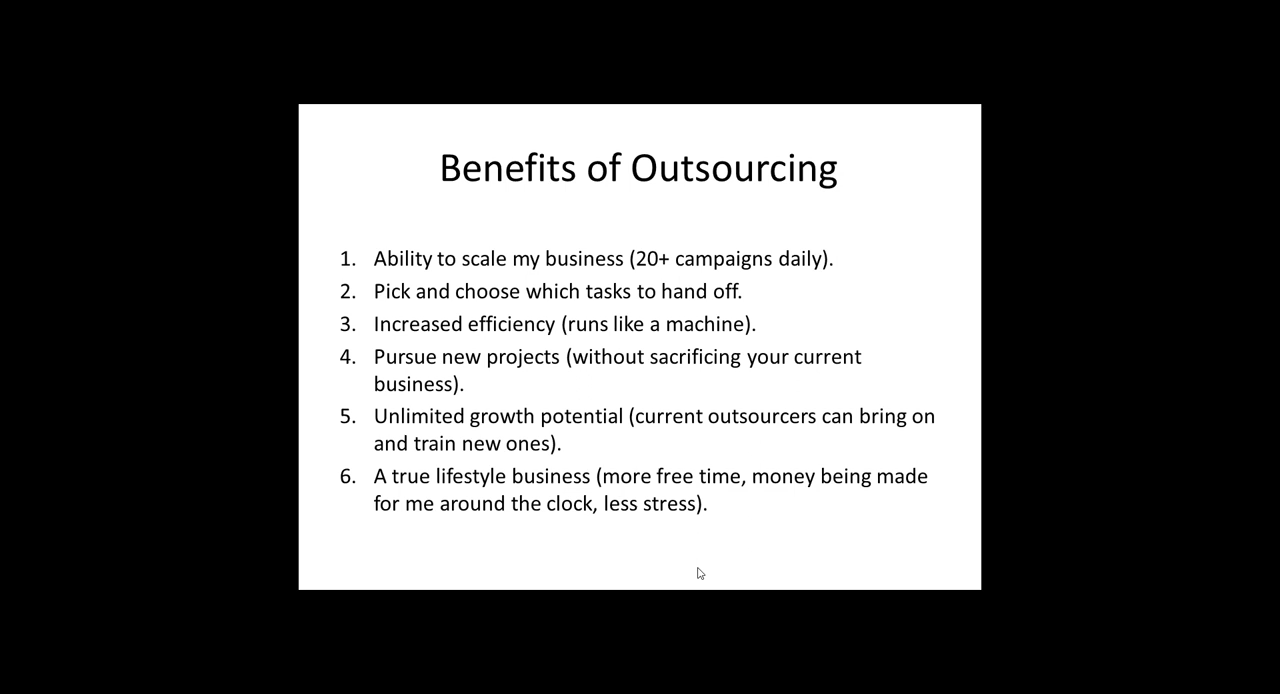 Benefits of Outsourcing
1. Ability to scale my business (20+ campaigns daily).
2. Pick and choose which tasks to hand off.
3. Increased efficiency (runs like a machine).
4. Pursue new projects (without sacrificing your current
business).
5. Unlimited growth potential (current outsourcers can bring on
and train new ones).
6. A true lifestyle business (more free time, money being made
for me around the clock, less stress).